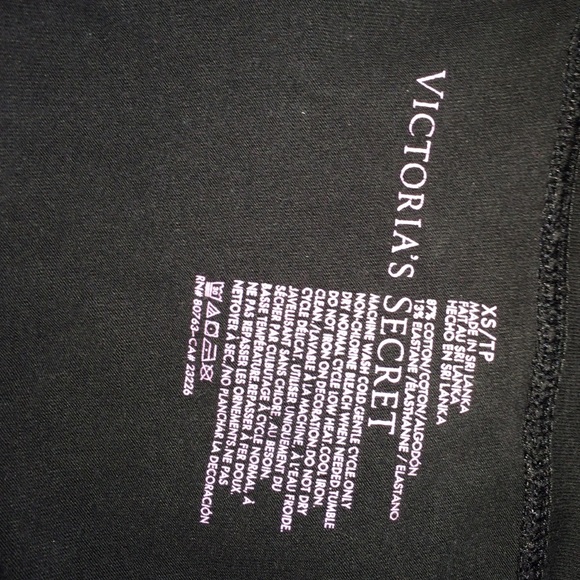 VICTORIA'S SECRET
XS/TP
MADE IN SRI LANKA
FAIT AU SRI LANKA
HECHO EN SRI LANKA
87% COTTON/COTON/ALGODÓN
13% ELASTANE/ÉLASTHANNE/ELASTANO
MACHINE WASH COLD.GENTLE CYCLE.ONLY
NON-CHLORINE BLEACH WHEN NEEDED.TUMBLE
DRY NORMAL CYCLE LOW HEAT.COOL IRON.
DO NOT IRON ON DECORATION.DO NOT DRY
CLEAN./LAVABLE À LA MACHINE, À L'EAU FROIDE.
CYCLE DÉLICAT. UTILISER UNIQUEMENT DU
JAVELLISANT SANS CHLORE, AU BESOIN.
SÉCHER PAR CULBUTAGE À CYCLE NORMAL, À
BASSE TEMPÉRATURE.REPASSER À FER DOUX.
NE PAS REPASSER LES ORNEMENTS.NE PAS
NETTOYER À SEC./NO PLANCHAR LA DECORACIÓN
RN# 80763-CA# 23226